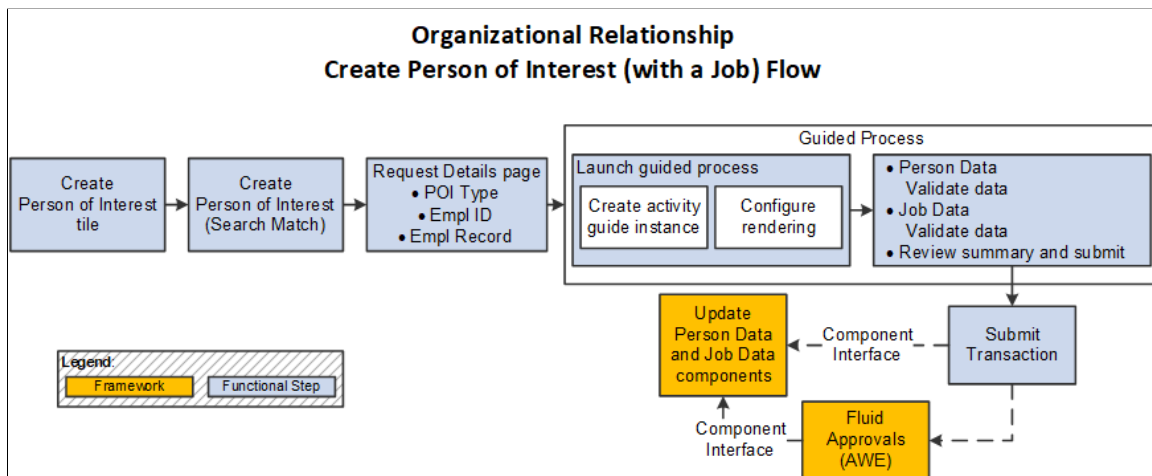 Organizational Relationship
Create Person of Interest (with a Job) Flow
Guided Process
Create
Person of Interest
tile
Create
Person of Interest
(Search Match)
Request Details page
• POI Type
• Empl ID
• Empl Record
Launch guided process
Create activity
guide instance
Configure
rendering
• Person Data
Validate data
• Job Data
Validate data
• Review summary and submit
Update
Person Data
and Job Data
components
Component
Interface
Submit
Transaction
Legend:
Framework
Functional Step
Component
Interface
Fluid
Approvals
(AWE)